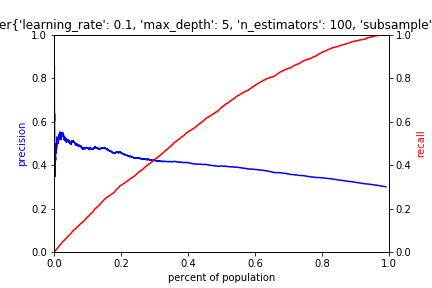 er{'learning_rate': 0.1, 'max_depth': 5, 'n_estimators': 100, 'subsample'
1.0
0.8
0.6
0.4
0.2
0.0
precision
1.0
0.8
0.6
0.4
0.2
0.0
recall
0.0 0.2 0.4 0.6 0.8 1.0
percent of population